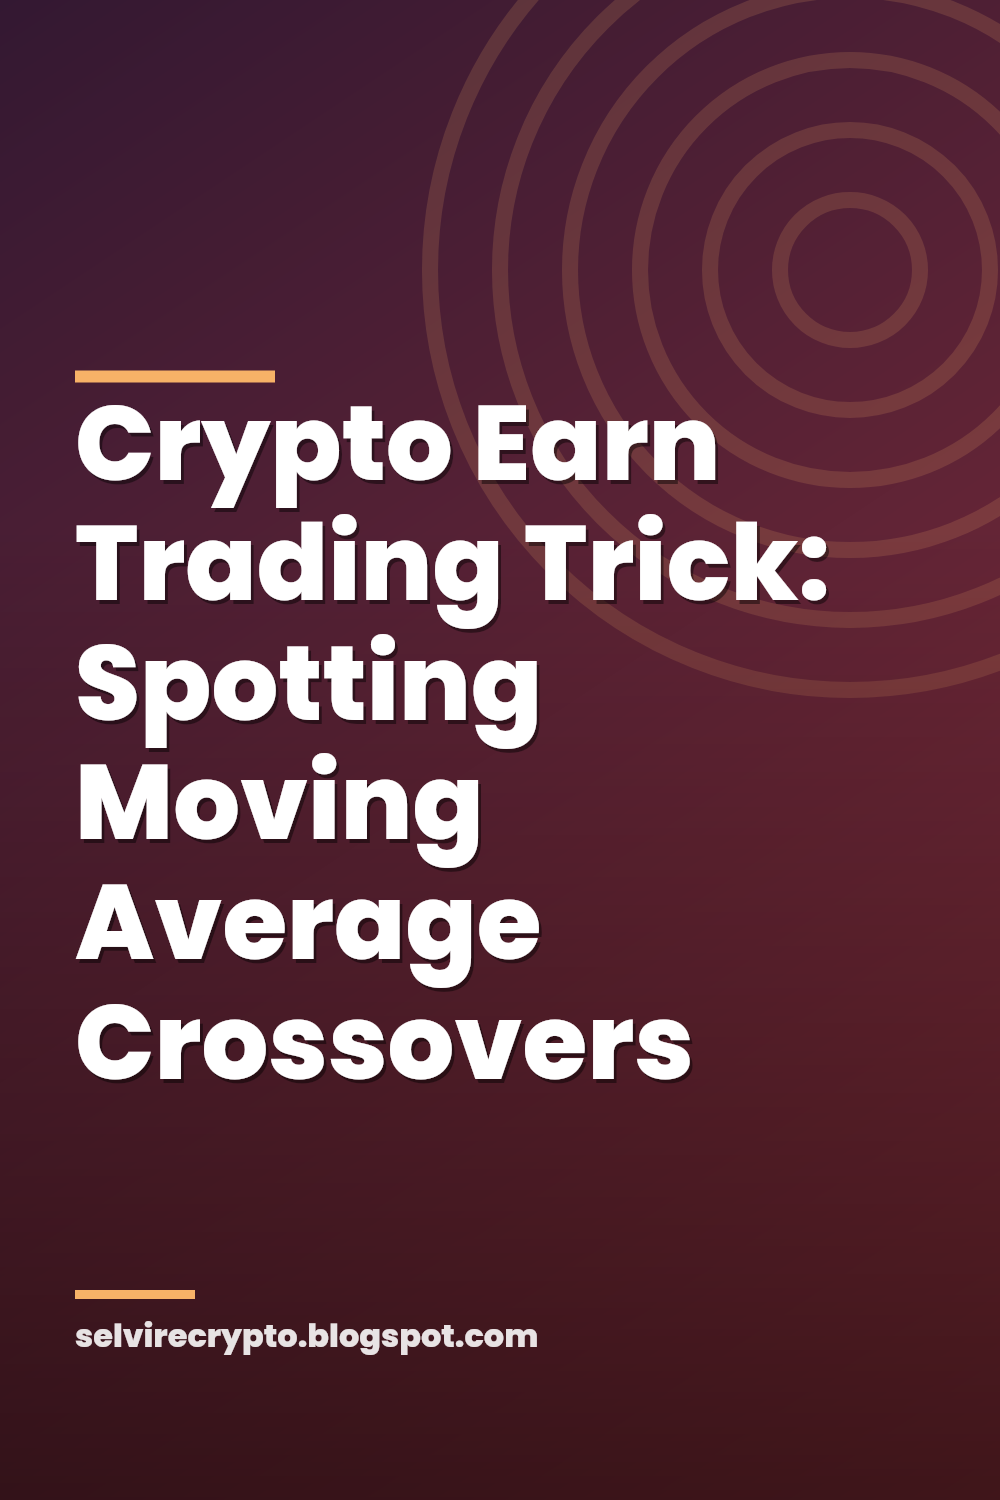 Crypto Earn
Trading Trick:
Spotting
Moving
Average
Crossovers
selvirecrypto.blogspot.com